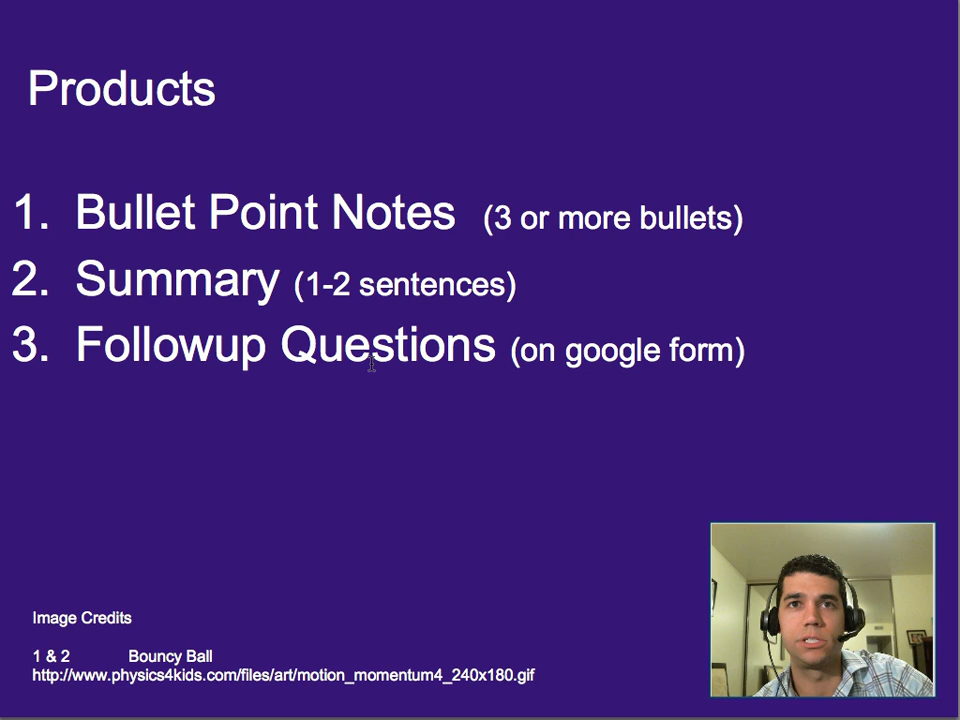 Products
1. Bullet Point Notes (3 or more bullets)
2. Summary (1-2 sentences)
3. Followup Questions (on google form)
Image Credits
1 & 2 Bouncy Ball
http://www.physics4kids.com/files/art/motion_momentum4_240x180.gif